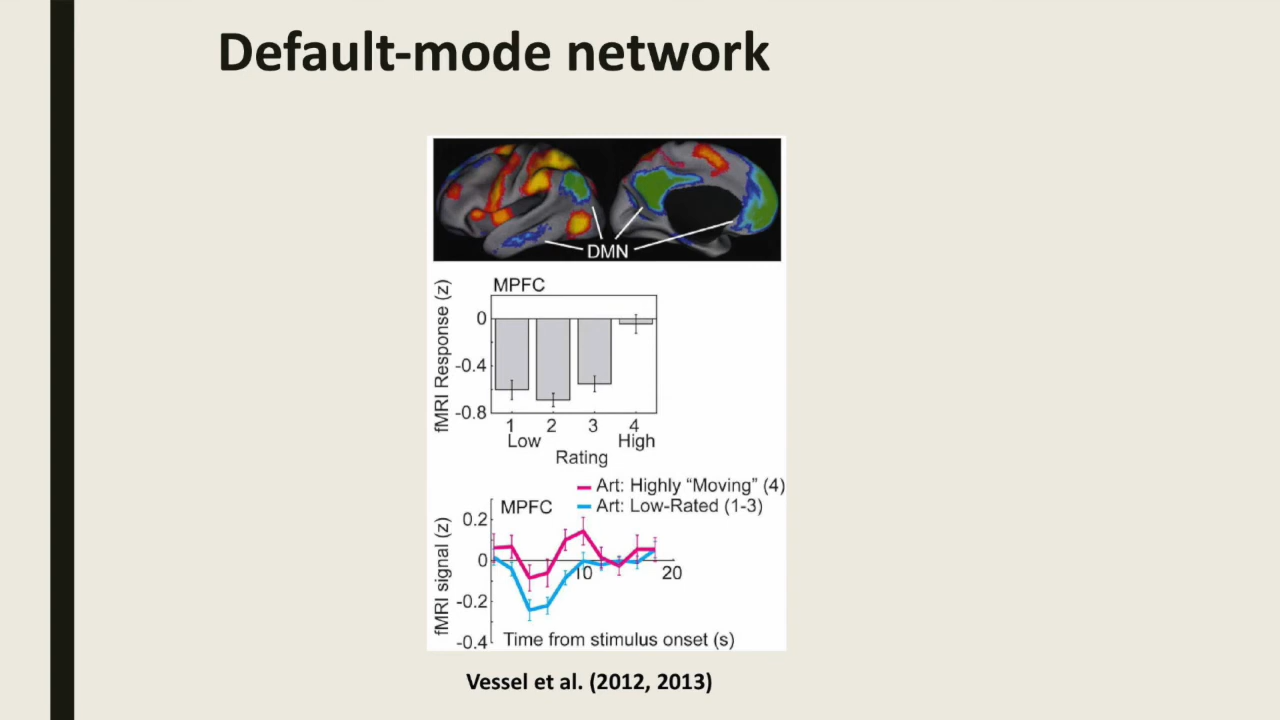 Default-mode network
DMN
MPFC
fMRI Response (z)
0
-0.4
-0.8
1 2 3 4
Low High
Rating
Art: Highly “Moving” (4)
Art: Low-Rated (1-3)
MPFC
fMRI signal (z)
0.2
0
10 20
-0.2
-0.4
Time from stimulus onset (s)
Vessel et al. (2012, 2013)